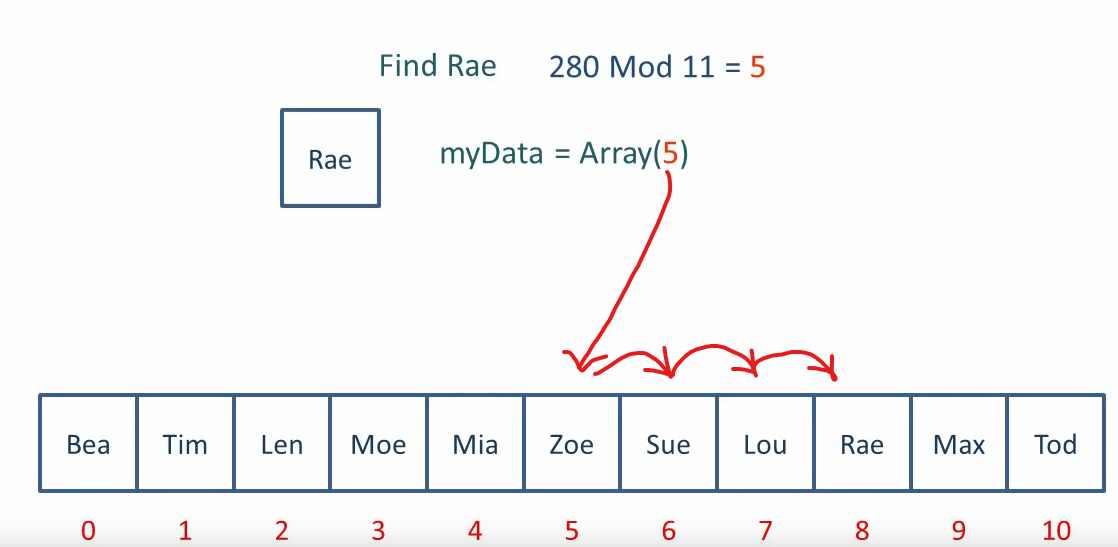 Find Rae 280 Mod 11 = 5
Rae
myData = Array(5)
Bea Tim Len Moe Mia Zoe Sue Lou Rae Max Tod
0 1 2 3 4 5 6 7 8 9 10